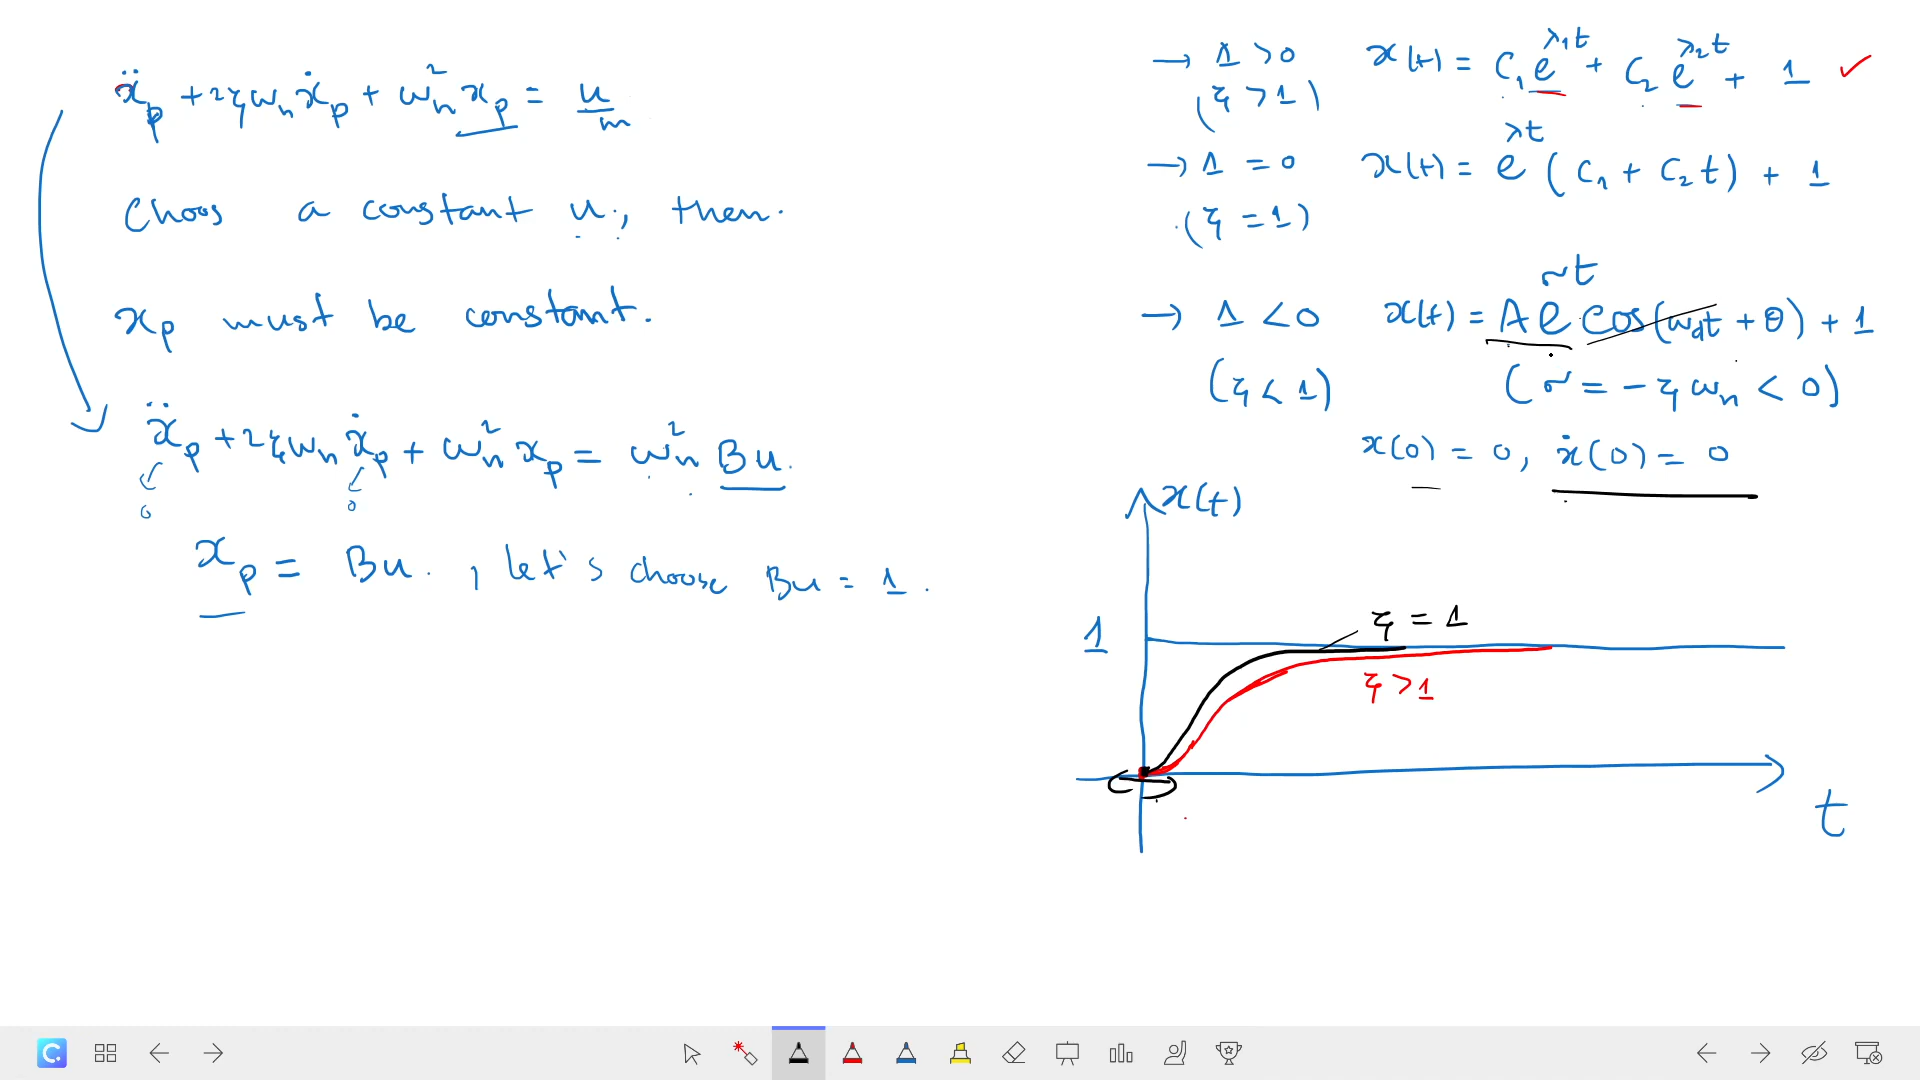 ẍp + 2ζωn ẋp + ωn² xp = u/m
Choos a constant u, then.
xp must be constant.
ẍp + 2ζωn ẋp + ωn² xp = ωn² Bu.
0 0
xp = Bu. , let's choose Bu = 1.
→ Δ > 0 x(t) = C₁ e^λ₁t + C₂ e^λ₂t + 1 ✓
(ζ > 1)
→ Δ = 0 x(t) = e^λt (C₁ + C₂ t) + 1
(ζ = 1)
→ Δ < 0 x(t) = A e^σt cos(ωd t + θ) + 1
(ζ < 1) (σ = -ζωn < 0)
x(0) = 0, ẋ(0) = 0
x(t)
1 ζ = 1
ζ > 1
t